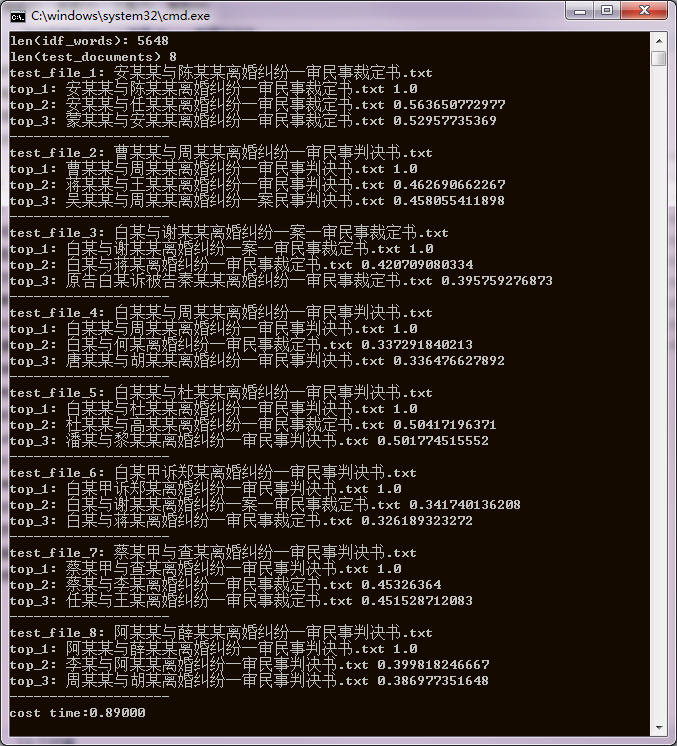 C:\windows\system32\cmd.exe
len(idf_words): 5648
len(test_documents) 8
test_file_1: 安某某与陈某某离婚纠纷一审民事裁定书.txt
top_1: 安某某与陈某某离婚纠纷一审民事裁定书.txt 1.0
top_2: 安某某与任某某离婚纠纷一审民事裁定书.txt 0.563650772977
top_3: 蒙某某与安某某离婚纠纷一审民事裁定书.txt 0.52957735369
--------------------
test_file_2: 曹某某与周某某离婚纠纷一审民事判决书.txt
top_1: 曹某某与周某某离婚纠纷一审民事判决书.txt 1.0
top_2: 蒋某某与王某某离婚纠纷一审民事判决书.txt 0.462690662267
top_3: 吴某某与周某某离婚纠纷一案民事判决书.txt 0.458055411898
--------------------
test_file_3: 白某与谢某某离婚纠纷一案一审民事裁定书.txt
top_1: 白某与谢某某离婚纠纷一案一审民事裁定书.txt 1.0
top_2: 白某与蒋某离婚纠纷一审民事裁定书.txt 0.420709080334
top_3: 原告白某诉被告秦某某离婚纠纷一审民事裁定书.txt 0.395759276873
--------------------
test_file_4: 白某某与周某某离婚纠纷一审民事判决书.txt
top_1: 白某某与周某某离婚纠纷一审民事判决书.txt 1.0
top_2: 白某与何某离婚纠纷一审民事裁定书.txt 0.337291840213
top_3: 唐某某与胡某某离婚纠纷一审民事判决书.txt 0.336476627892
--------------------
test_file_5: 白某某与杜某某离婚纠纷一审民事判决书.txt
top_1: 白某某与杜某某离婚纠纷一审民事判决书.txt 1.0
top_2: 杜某某与高某某离婚纠纷一审民事裁定书.txt 0.50417196371
top_3: 潘某与黎某某离婚纠纷一审民事判决书.txt 0.501774515552
--------------------
test_file_6: 白某甲诉郑某离婚纠纷一审民事判决书.txt
top_1: 白某甲诉郑某离婚纠纷一审民事判决书.txt 1.0
top_2: 白某与谢某某离婚纠纷一案一审民事裁定书.txt 0.341740136208
top_3: 白某与蒋某离婚纠纷一审民事裁定书.txt 0.326189323272
--------------------
test_file_7: 蔡某甲与查某离婚纠纷一审民事判决书.txt
top_1: 蔡某甲与查某离婚纠纷一审民事判决书.txt 1.0
top_2: 蔡某与李某离婚纠纷一审民事裁定书.txt 0.45326364
top_3: 任某与王某离婚纠纷一审民事裁定书.txt 0.451528712083
--------------------
test_file_8: 阿某某与薛某某离婚纠纷一审民事判决书.txt
top_1: 阿某某与薛某某离婚纠纷一审民事判决书.txt 1.0
top_2: 李某与阿某某离婚纠纷一审民事裁定书.txt 0.399818246667
top_3: 周某某与胡某某离婚纠纷一审民事判决书.txt 0.386977351648
--------------------
cost time:0.89000